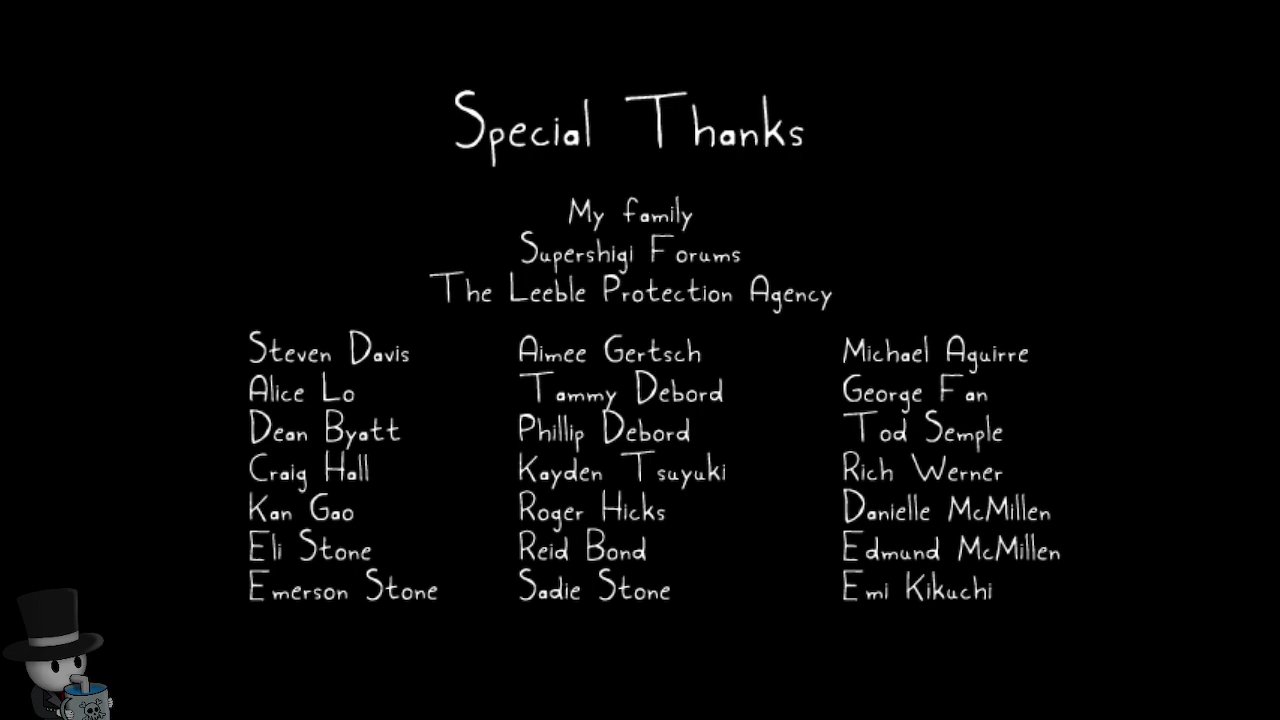 Special Thanks
My family
Supershigi Forums
The Leeble Protection Agency
Steven Davis
Alice Lo
Dean Byatt
Craig Hall
Kan Gao
Eli Stone
Emerson Stone
Aimee Gertsch
Tammy Debord
Phillip Debord
Kayden Tsuyuki
Roger Hicks
Reid Bond
Sadie Stone
Michael Aguirre
George Fan
Tod Semple
Rich Werner
Danielle McMillen
Edmund McMillen
Emi Kikuchi